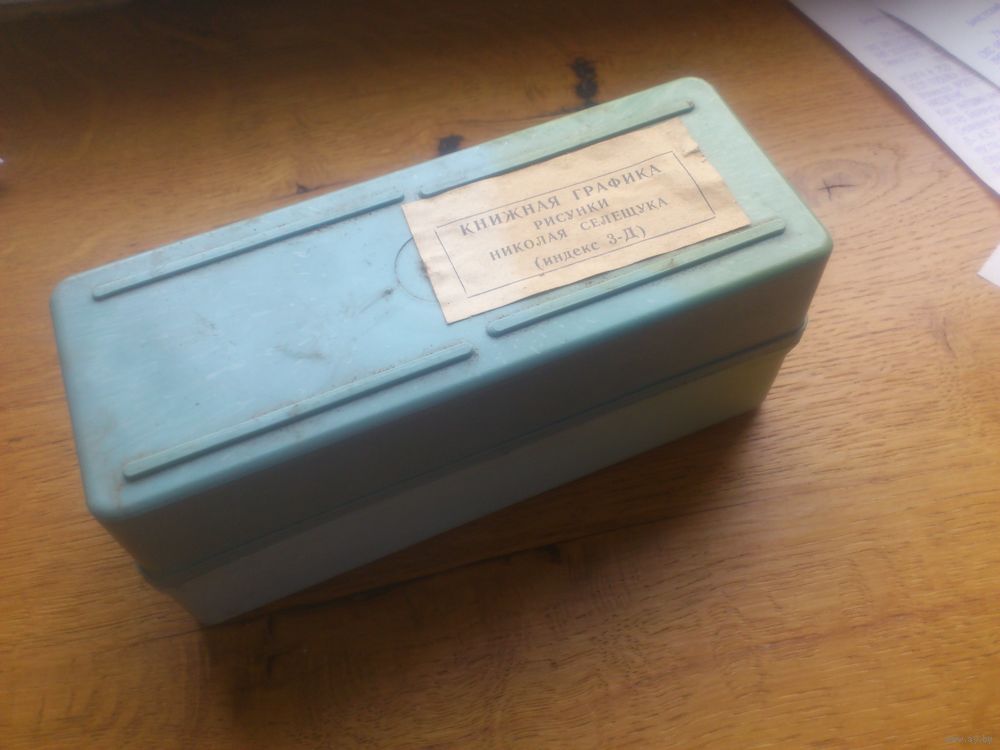 КНИЖНАЯ ГРАФИКА
РИСУНКИ
НИКОЛАЯ СЕЛЕЩУКА
(индекс 3-Д)